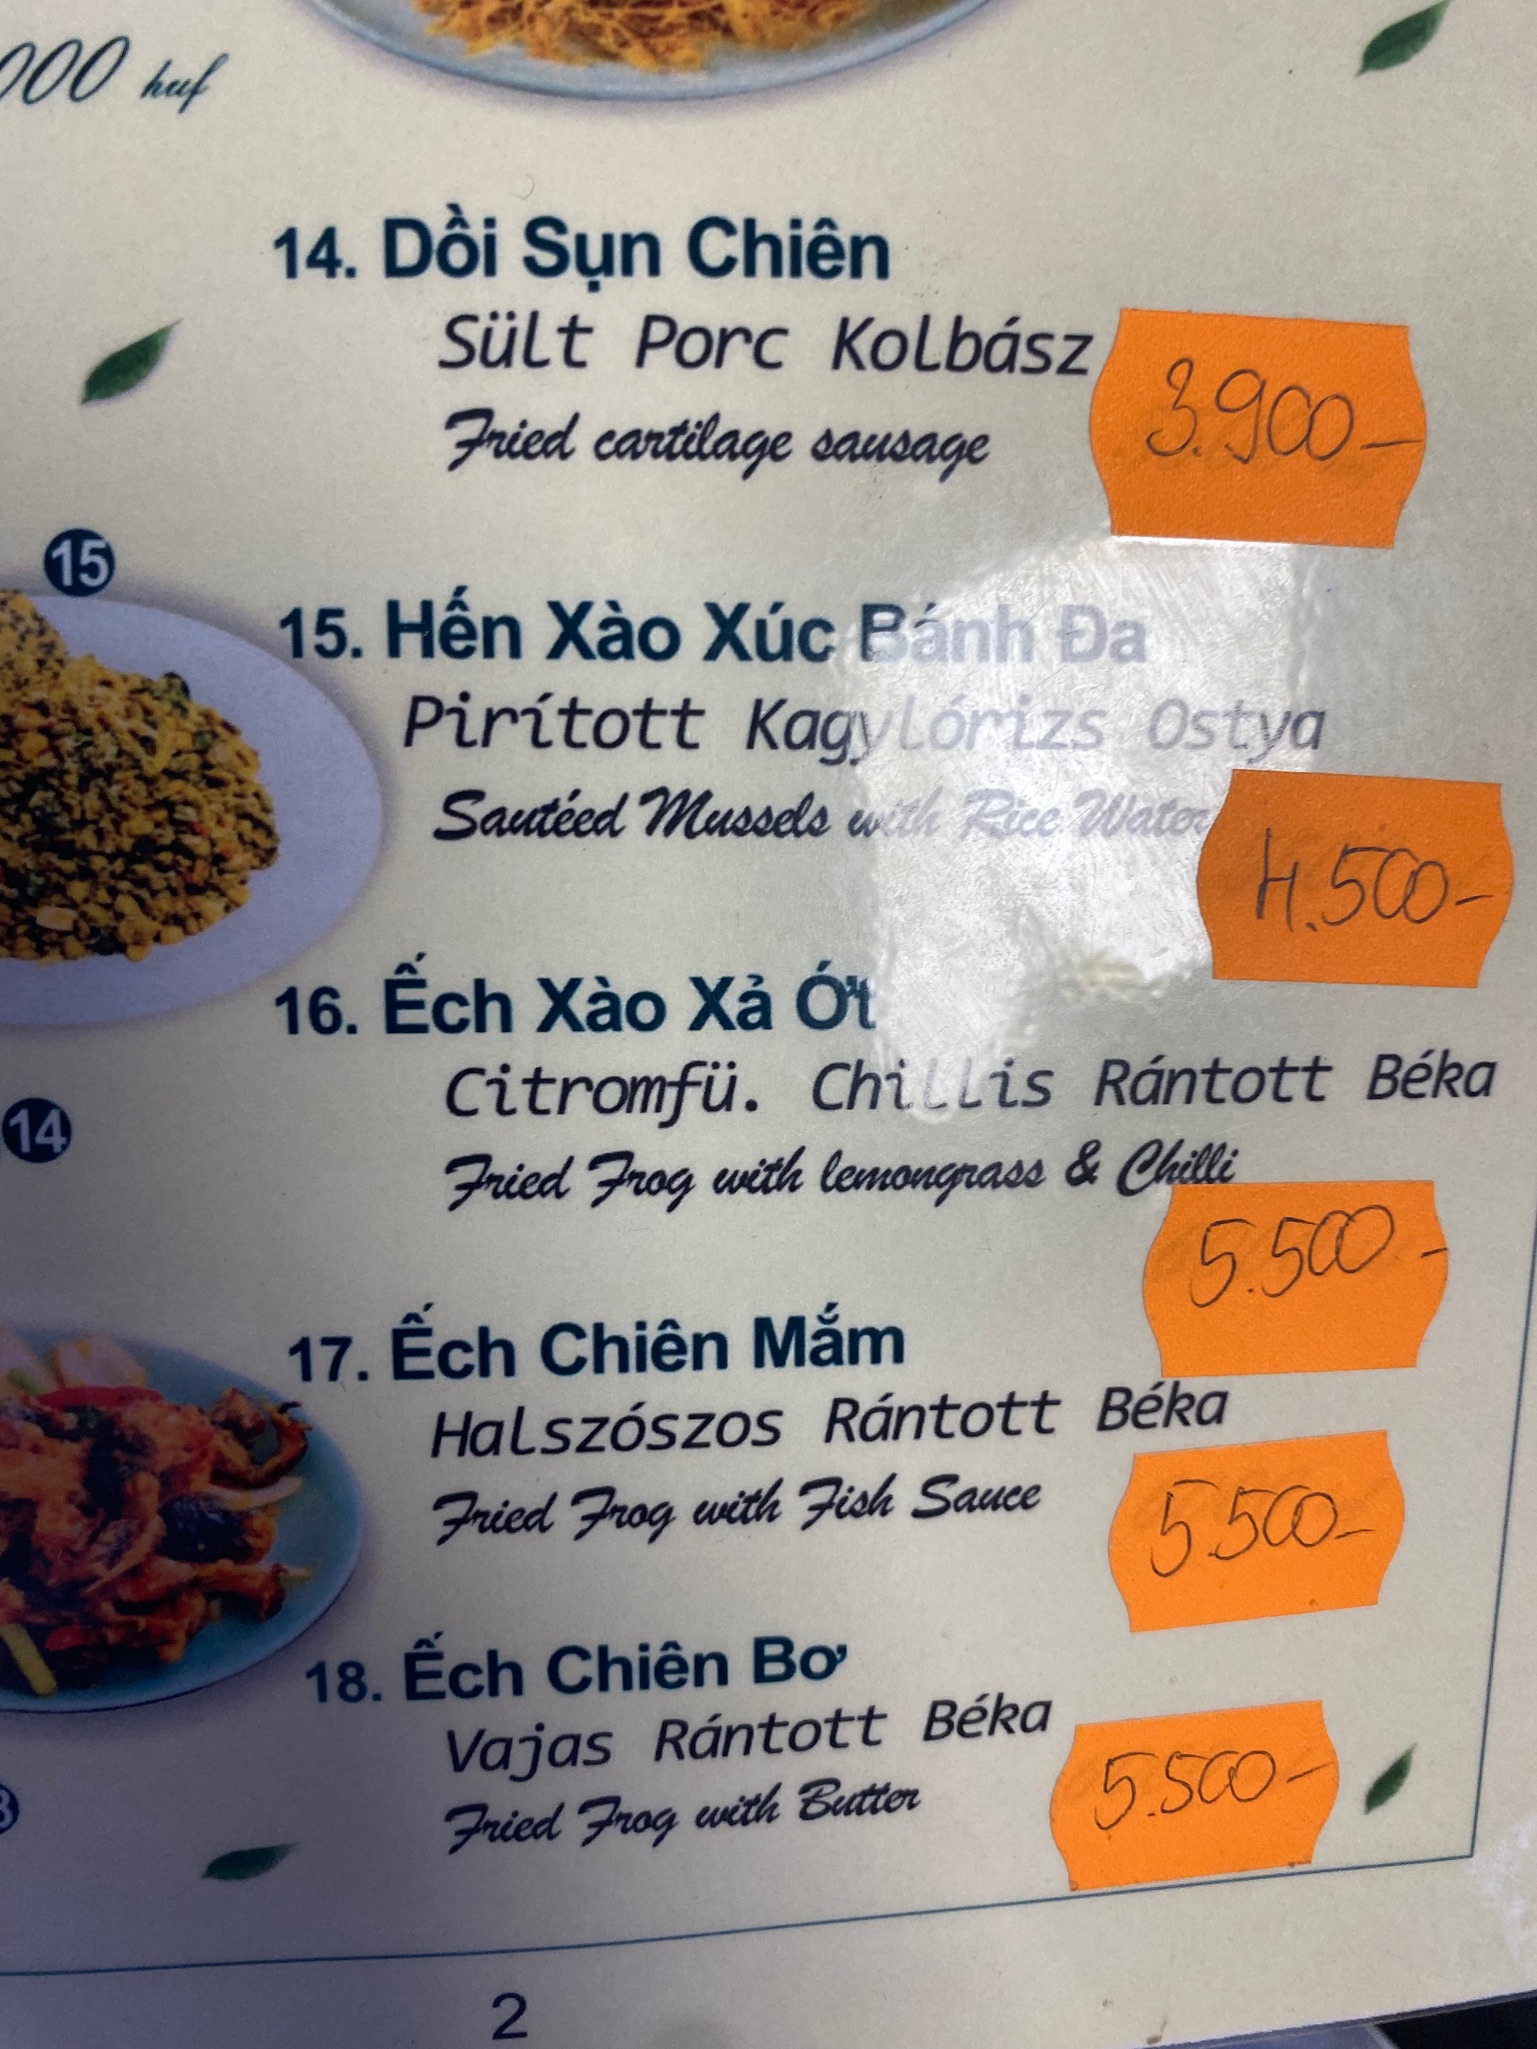 000 huf
14. Dồi Sụn Chiên
Sült Porc Kolbász
3.900-
Fried cartilage sausage
15
15. Hến Xào Xúc Bánh Đa
Pirított Kagylórizs Ostya
Sautéed Mussels with Rice
4.500-
16. Ếch Xào Xả Ớt
Citromfü. Chillis Rántott Béka
14
Fried Frog with lemongrass & Chilli
5.500-
17. Ếch Chiên Mắm
Halszószos Rántott Béka
Fried Frog with Fish Sauce
5.500-
18. Ếch Chiên Bơ
Vajas Rántott Béka
Fried Frog with Butter
5.500-
2